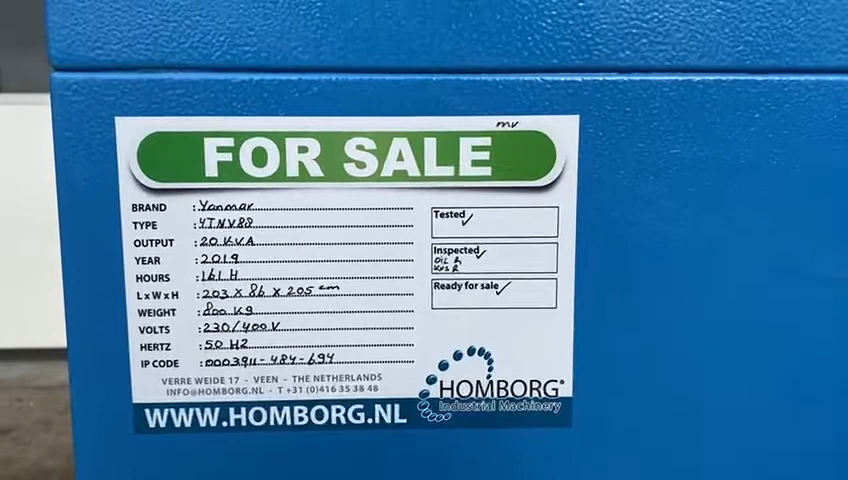 mv
FOR SALE
BRAND : Yanmar
TYPE : 4TNV88
OUTPUT : 20 KVA
YEAR : 2019
HOURS : 161 H
L x W x H : 203 x 86 x 205 cm
WEIGHT : 800 kg
VOLTS : 230/400 V
HERTZ : 50 HZ
IP CODE : 0003911-484-694
Tested ✓
Inspected ✓
OIL &
Ready for sale ✓
VERRE WEIDE 17 - VEEN - THE NETHERLANDS
INFO@HOMBORG.NL - T +31 (0)416 35 38 48
WWW.HOMBORG.NL
HOMBORG®
Industrial Machinery